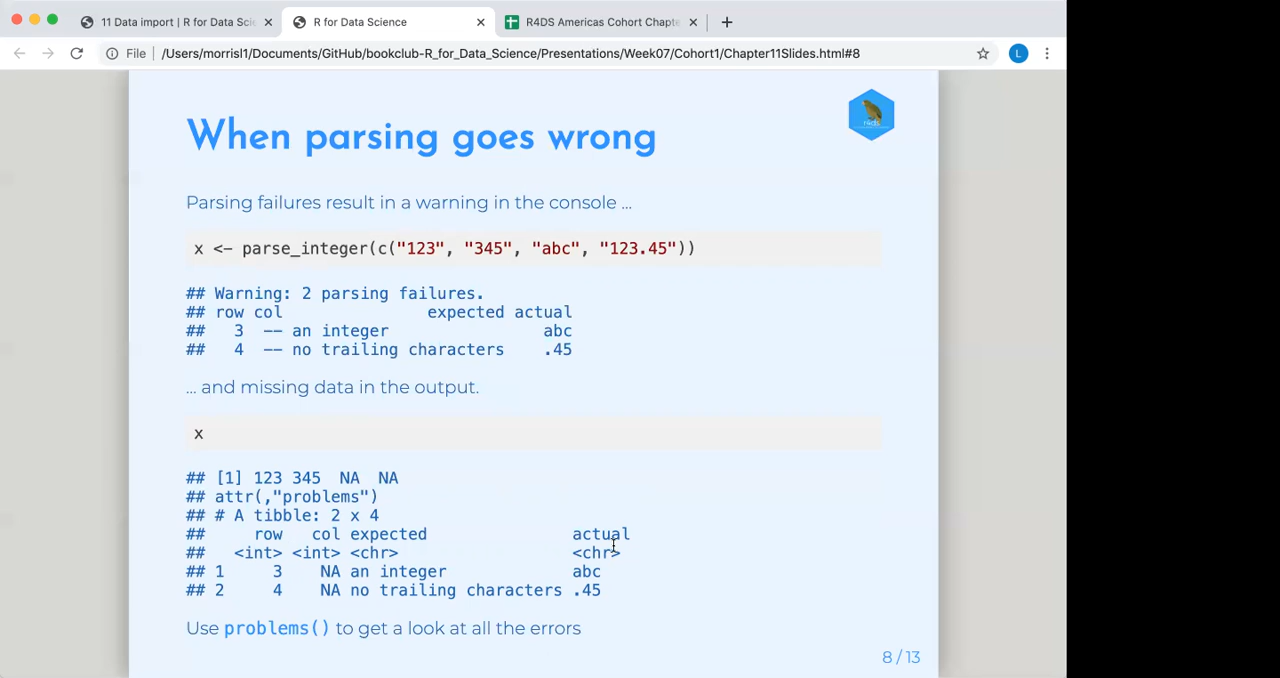 11 Data import | R for Data Scie
R for Data Science
R4DS Americas Cohort Chapte
File
/Users/morrisl1/Documents/GitHub/bookclub-R_for_Data_Science/Presentations/Week07/Cohort1/Chapter11Slides.html#8
L
When parsing goes wrong
r4ds
Parsing failures result in a warning in the console ...
x <- parse_integer(c("123", "345", "abc", "123.45"))
## Warning: 2 parsing failures.
## row col               expected actual
##   3  -- an integer                abc
##   4  -- no trailing characters    .45
... and missing data in the output.
x
## [1] 123 345  NA  NA
## attr(,"problems")
## # A tibble: 2 x 4
##     row   col expected               actual
##   <int> <int> <chr>                  <chr>
## 1     3    NA an integer             abc
## 2     4    NA no trailing characters .45
Use problems() to get a look at all the errors
8 / 13